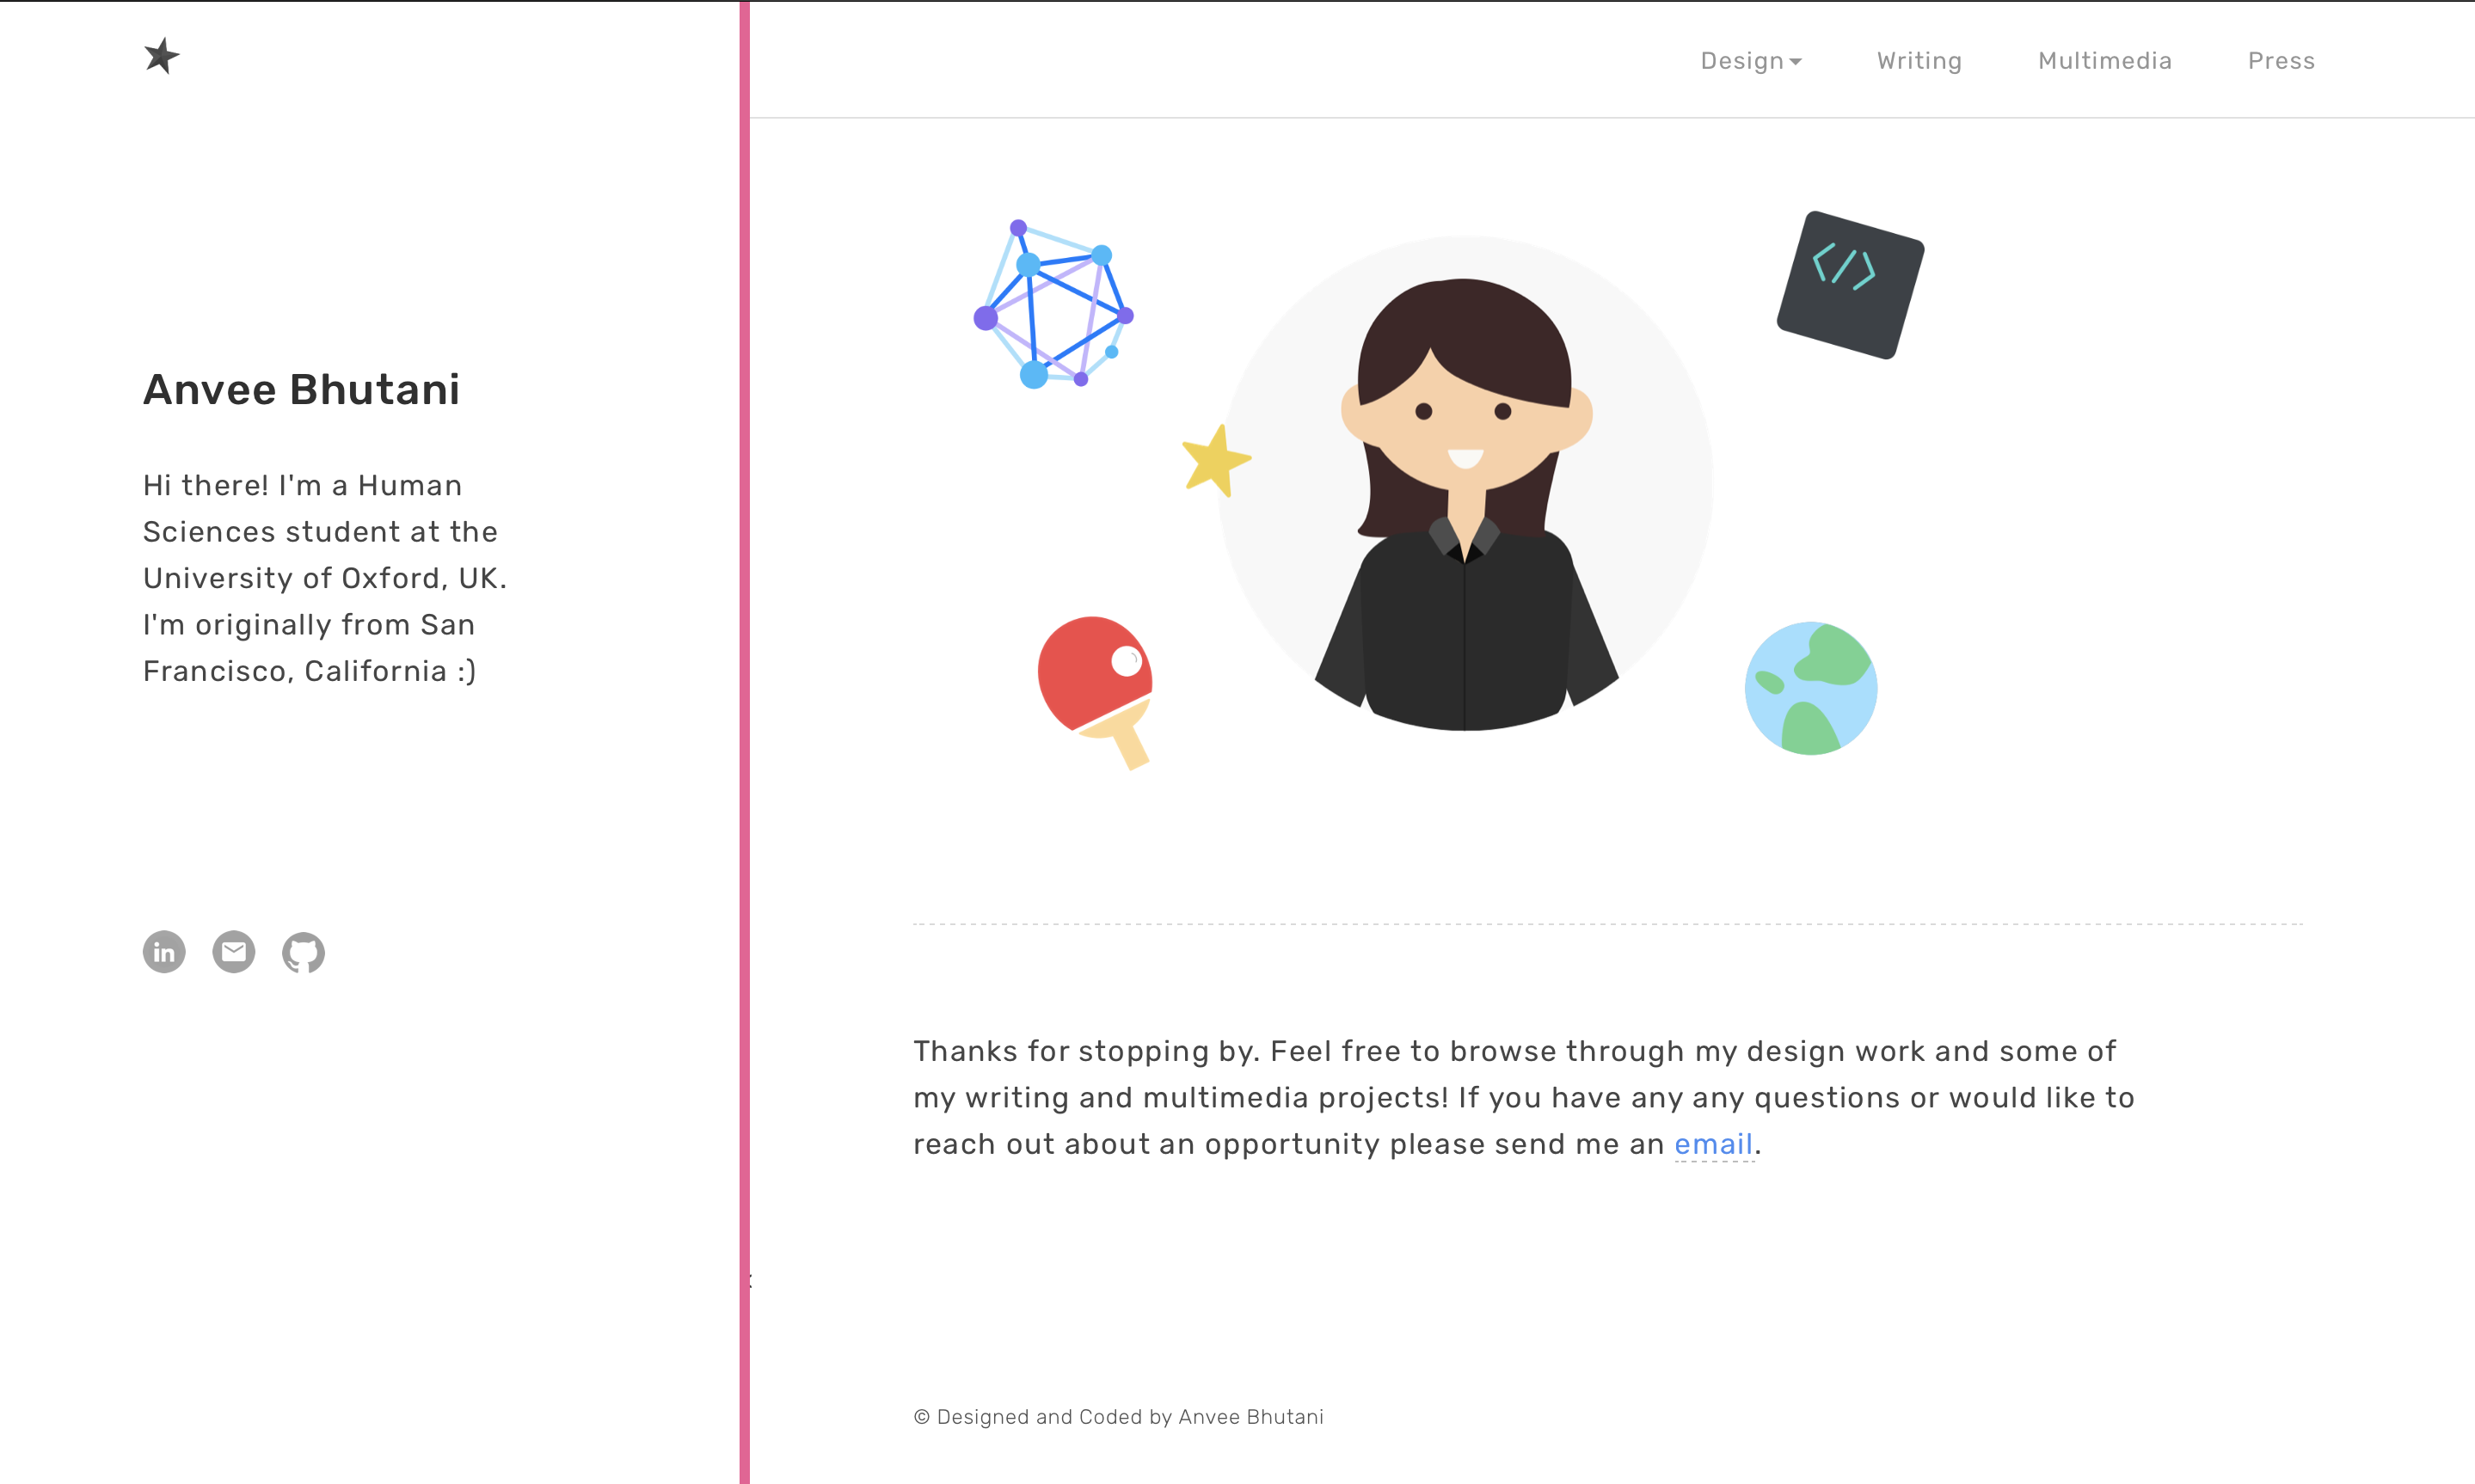 Design
Writing
Multimedia
Press
Anvee Bhutani
Hi there! I'm a Human
Sciences student at the
University of Oxford, UK.
I'm originally from San
Francisco, California :)
in
</>
Thanks for stopping by. Feel free to browse through my design work and some of
my writing and multimedia projects! If you have any any questions or would like to
reach out about an opportunity please send me an email.
© Designed and Coded by Anvee Bhutani